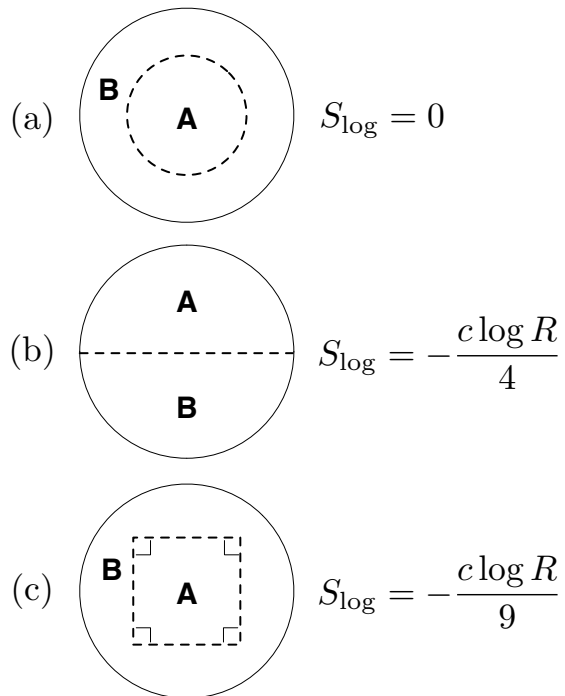 B
(a) A S_log = 0
A
(b) S_log = − c log R / 4
B
B
(c) A S_log = − c log R / 9